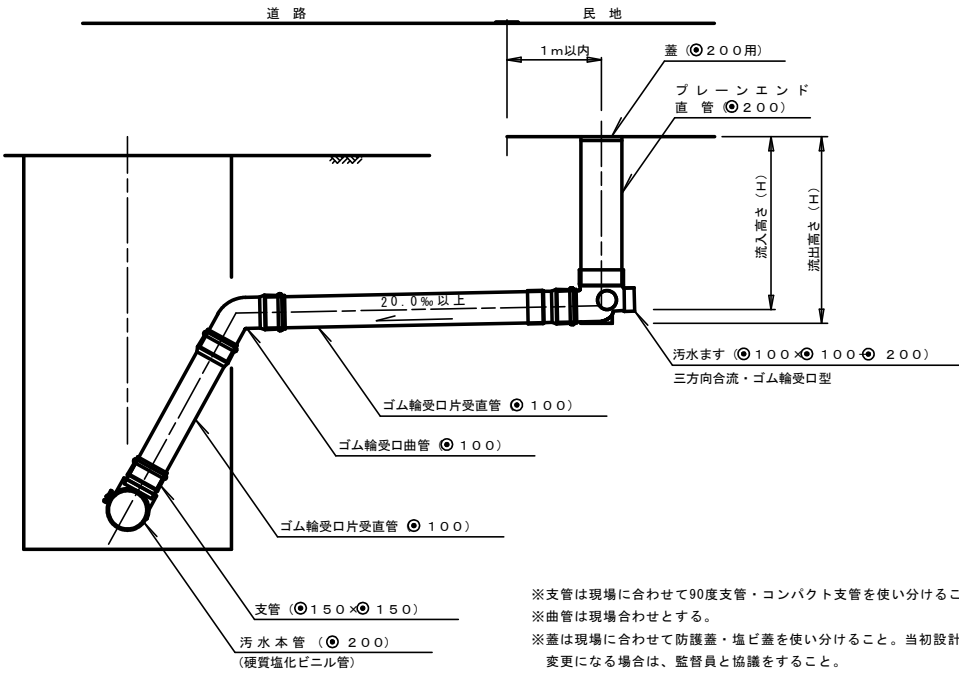 道 路
民 地
1m以内
蓋(◉200用)
プレーンエンド
直 管(◉200)
流入高さ(H)
流出高さ(H)
20.0‰以上
汚水ます(◉100×◉100-◉200)
三方向合流・ゴム輪受口型
ゴム輪受口片受直管(◉100)
ゴム輪受口曲管(◉100)
ゴム輪受口片受直管(◉100)
支管(◉150×◉150)
汚水本管(◉200)
(硬質塩化ビニル管)
※支管は現場に合わせて90度支管・コンパクト支管を使い分けるこ
※曲管は現場合わせとする。
※蓋は現場に合わせて防護蓋・塩ビ蓋を使い分けること。当初設計
変更になる場合は、監督員と協議をすること。